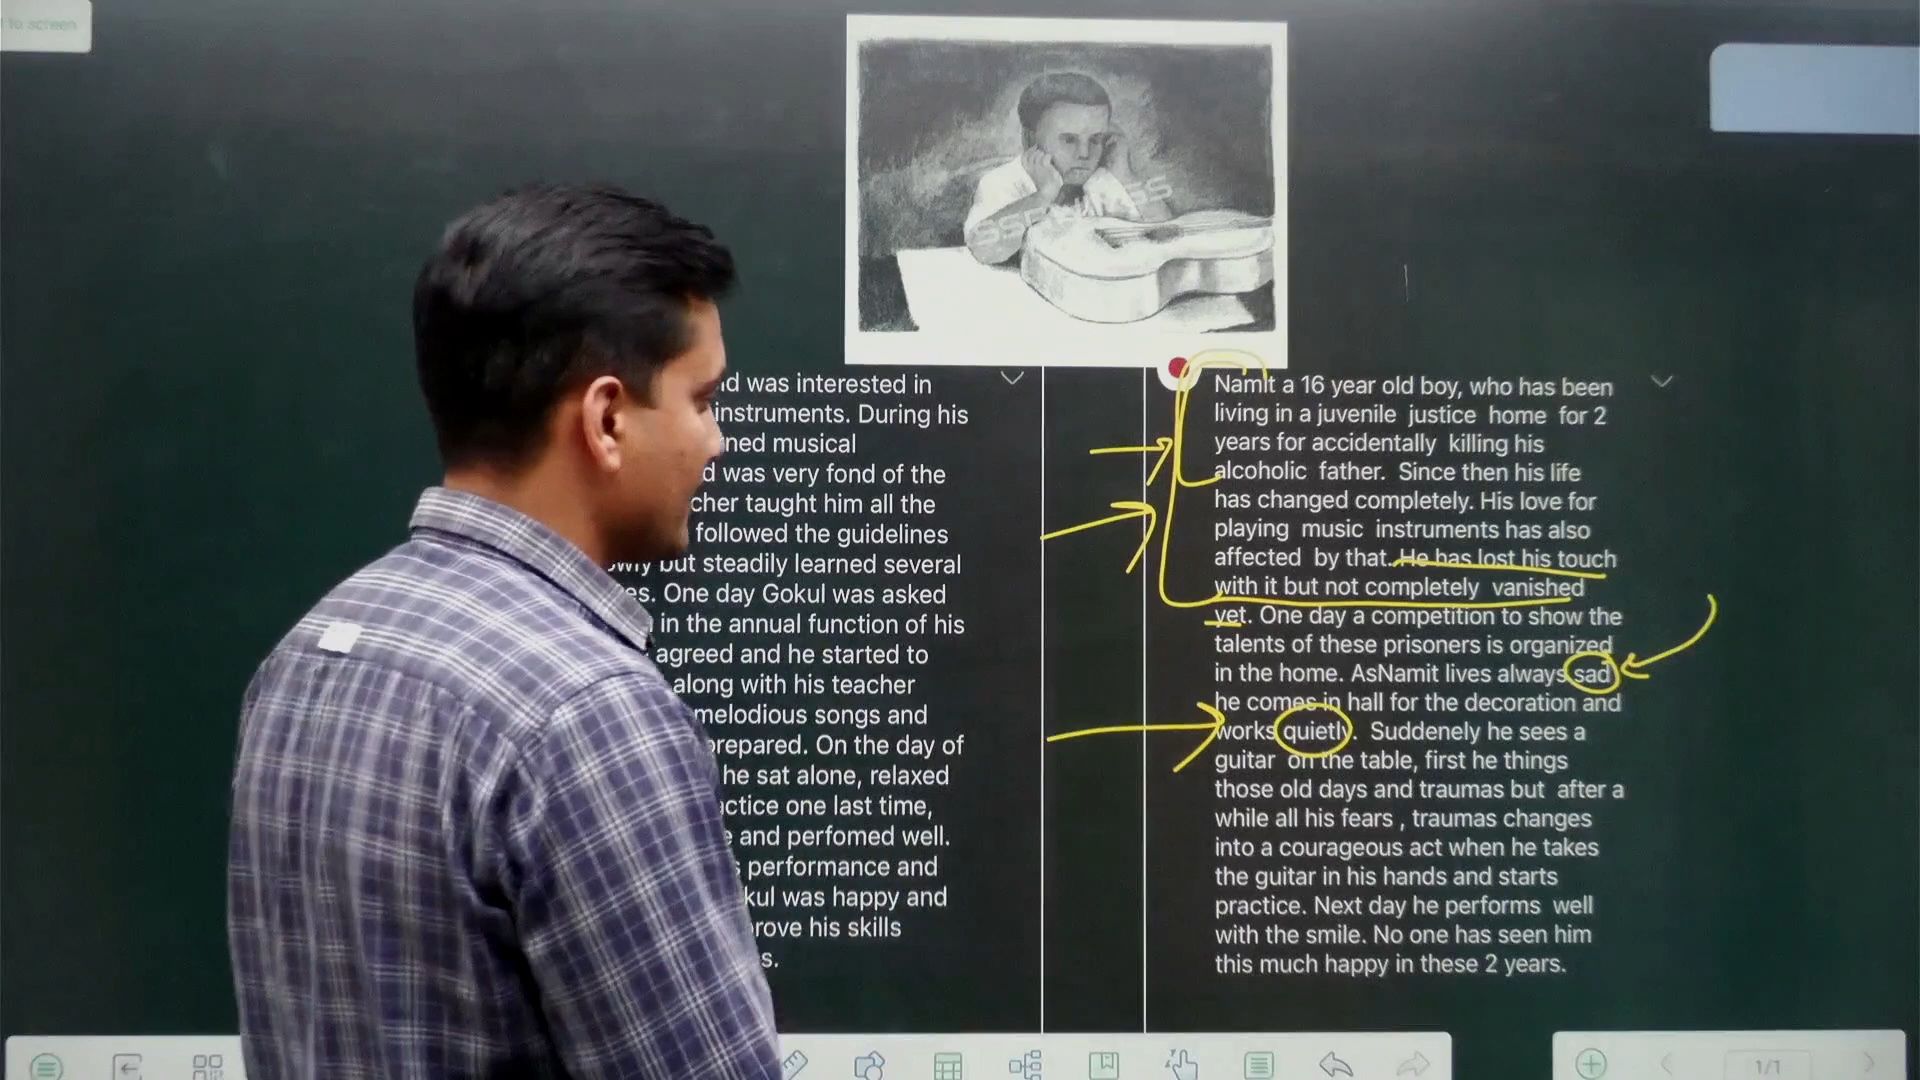 to screen
SSBWHASS
was interested in
instruments. During his
musical
was very fond of the
taught him all the
followed the guidelines
but steadily learned several
One day Gokul was asked
in the annual function of his
agreed and he started to
along with his teacher
melodious songs and
prepared. On the day of
he sat alone, relaxed
one last time,
and perfomed well.
performance and
was happy and
his skills
Namit a 16 year old boy, who has been
living in a juvenile justice home for 2
years for accidentally killing his
alcoholic father. Since then his life
has changed completely. His love for
playing music instruments has also
affected by that. He has lost his touch
with it but not completely vanished
yet. One day a competition to show the
talents of these prisoners is organized
in the home. AsNamit lives always sad
he comes in hall for the decoration and
works quietly. Suddenely he sees a
guitar on the table, first he things
those old days and traumas but after a
while all his fears , traumas changes
into a courageous act when he takes
the guitar in his hands and starts
practice. Next day he performs well
with the smile. No one has seen him
this much happy in these 2 years.
1/1